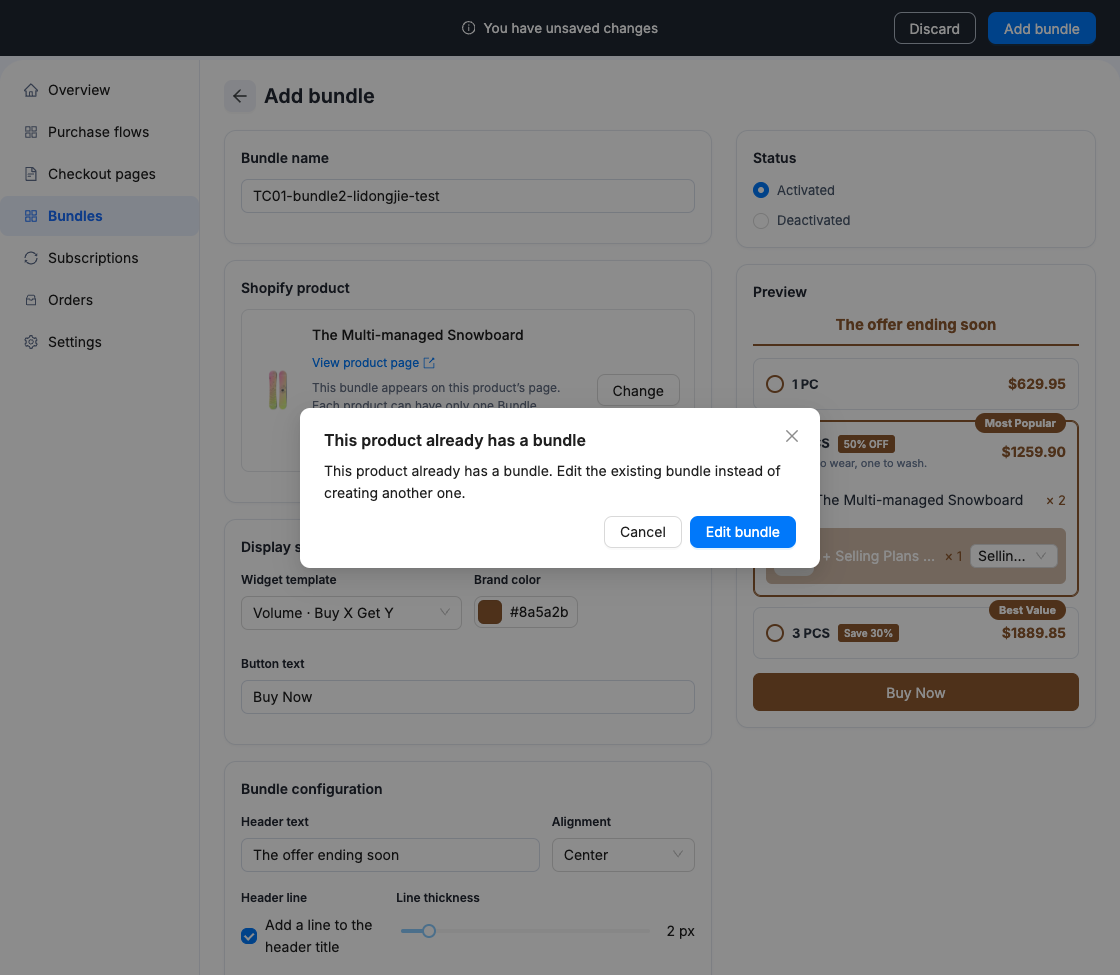 You have unsaved changes
Discard
Add bundle
Overview
Purchase flows
Checkout pages
Bundles
Subscriptions
Orders
Settings
Add bundle
Bundle name
TC01-bundle2-lidongjie-test
Shopify product
The Multi-managed Snowboard
View product page
This bundle appears on this product's page.
Each product can have only one Bundle.
Change
This product already has a bundle
This product already has a bundle. Edit the existing bundle instead of
creating another one.
Cancel
Edit bundle
Display
Widget template
Volume · Buy X Get Y
Brand color
#8a5a2b
Button text
Buy Now
Bundle configuration
Header text
The offer ending soon
Alignment
Center
Header line
Add a line to the
header title
Line thickness
2 px
Status
Activated
Deactivated
Preview
The offer ending soon
1 PC
$629.95
Most Popular
50% OFF
$1259.90
wear, one to wash.
The Multi-managed Snowboard
× 2
+ Selling Plans ...
× 1
Sellin...
Best Value
3 PCS
Save 30%
$1889.85
Buy Now